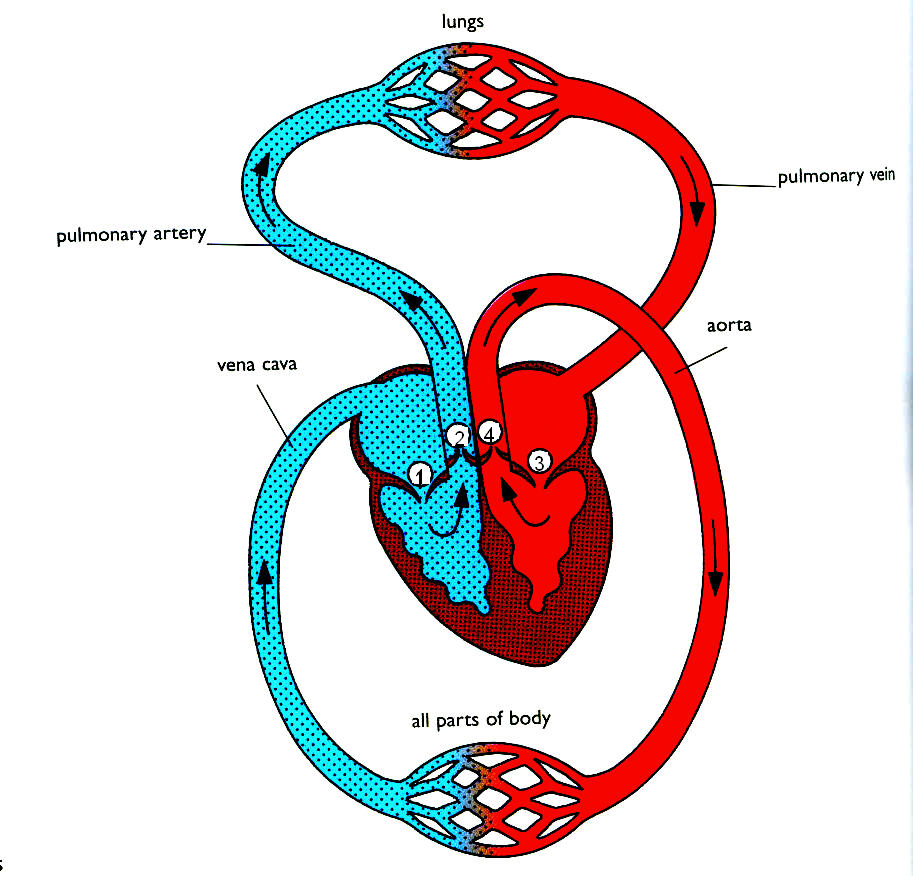 lungs
pulmonary vein
pulmonary artery
aorta
vena cava
2
4
3
1
all parts of body